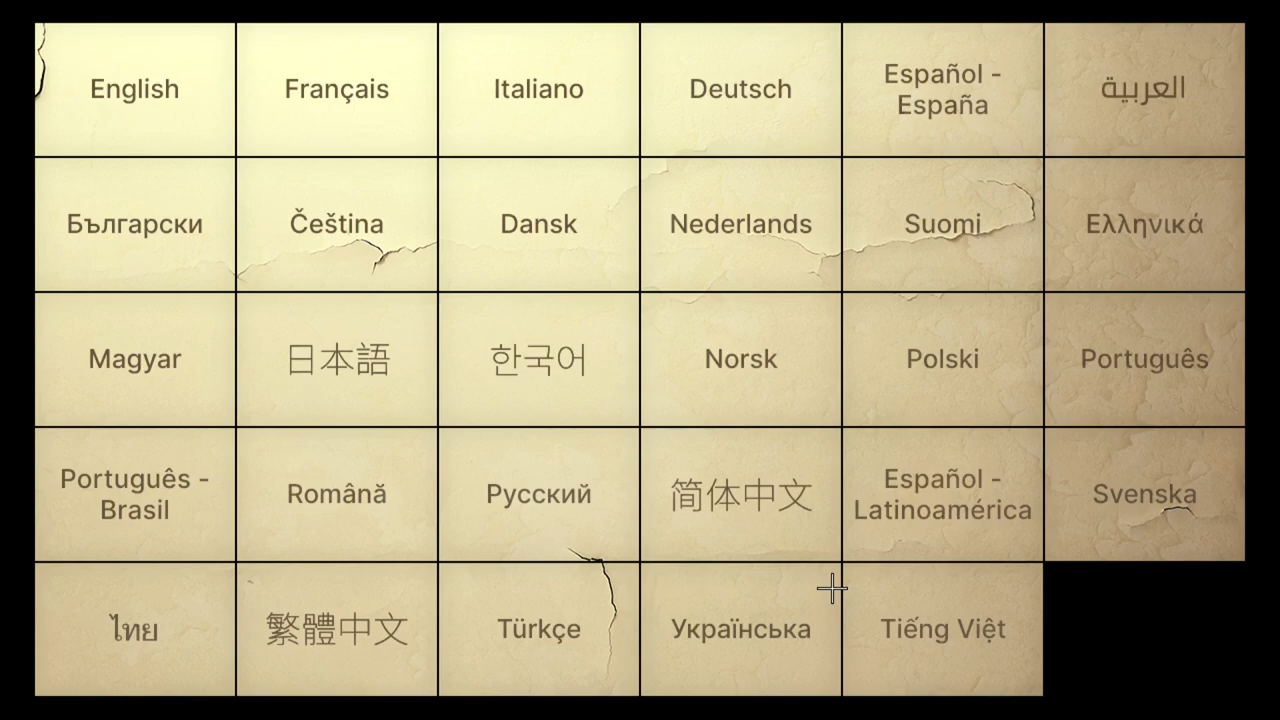 English
Français
Italiano
Deutsch
Español -
España
العربية
Български
Čeština
Dansk
Nederlands
Suomi
Ελληνικά
Magyar
日本語
한국어
Norsk
Polski
Português
Português -
Brasil
Română
Русский
简体中文
Español -
Latinoamérica
Svenska
ไทย
繁體中文
Türkçe
Українська
Tiếng Việt